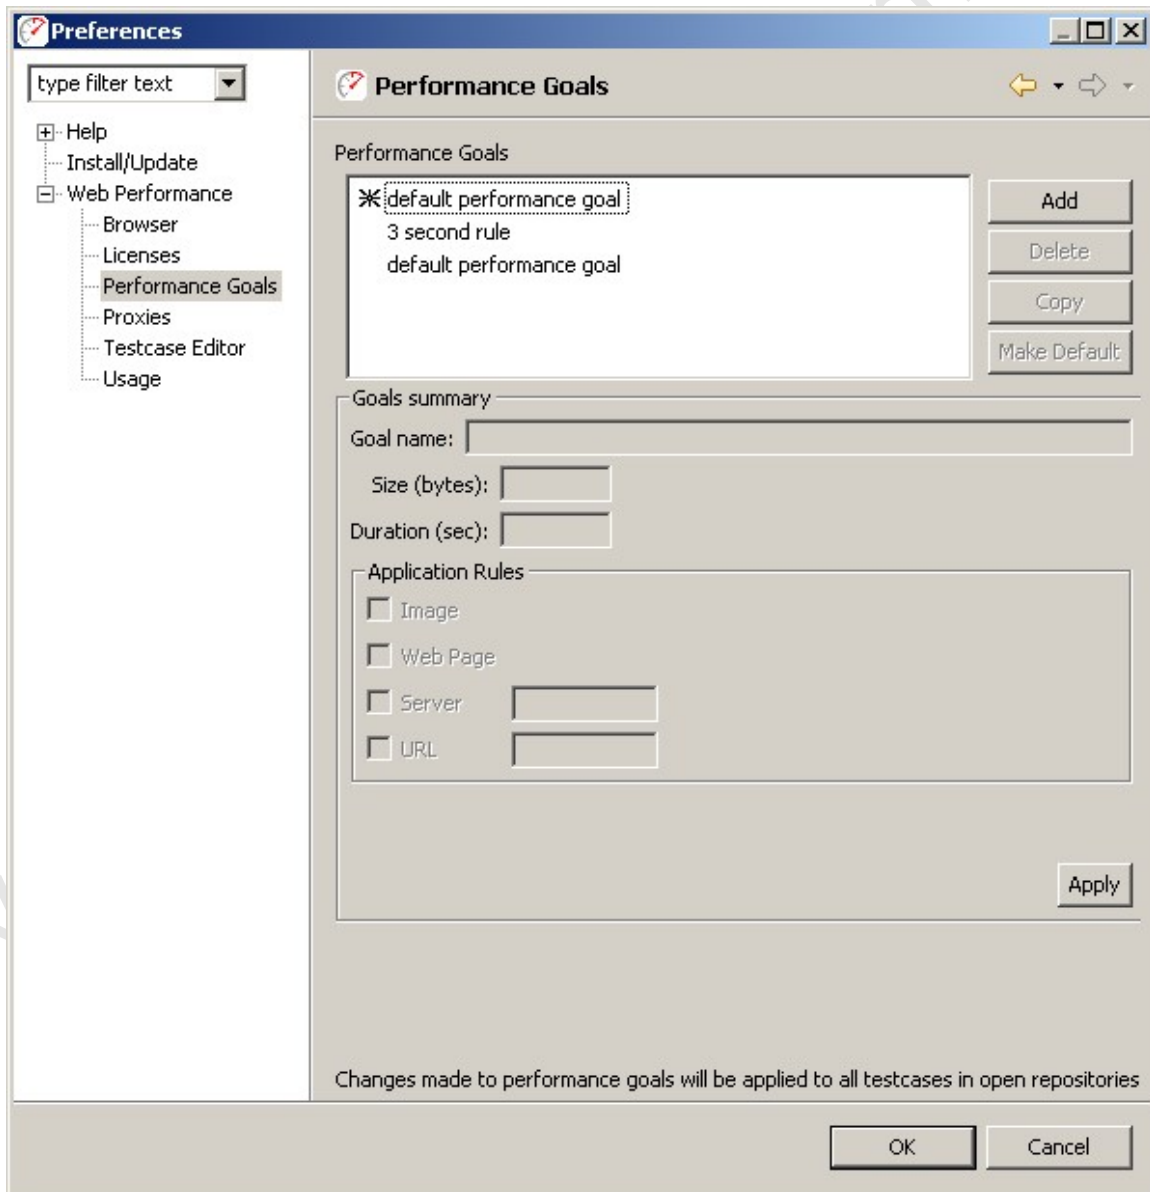 Preferences
type filter text
Help
Install/Update
Web Performance
Browser
Licenses
Performance Goals
Proxies
Testcase Editor
Usage
Performance Goals
Performance Goals
default performance goal
3 second rule
default performance goal
Add
Delete
Copy
Make Default
Goals summary
Goal name:
Size (bytes):
Duration (sec):
Application Rules
Image
Web Page
Server
URL
Apply
Changes made to performance goals will be applied to all testcases in open repositories
OK
Cancel